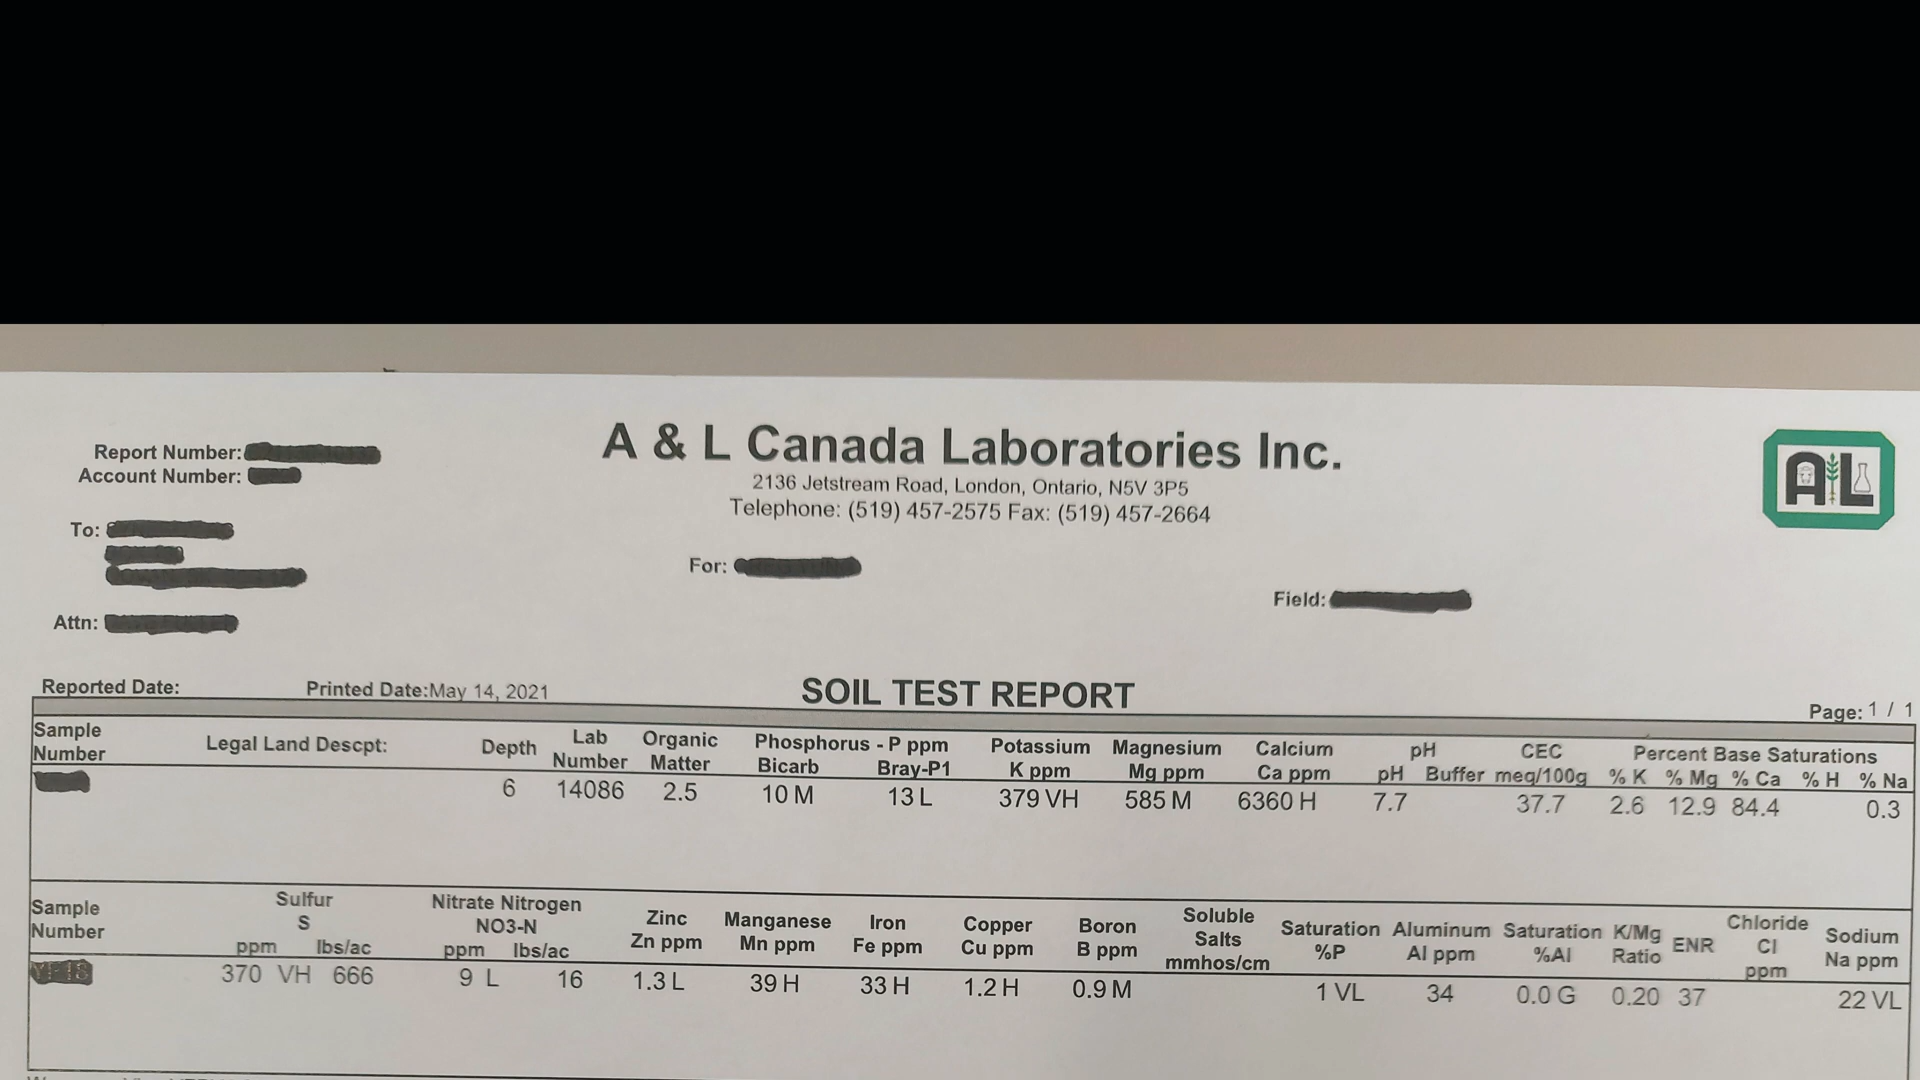 A & L Canada Laboratories Inc.
2136 Jetstream Road, London, Ontario, N5V 3P5
Telephone: (519) 457-2575 Fax: (519) 457-2664
AL
Report Number:
Account Number:
To:
For:
Field:
Attn:
Reported Date: Printed Date:May 14, 2021 SOIL TEST REPORT Page: 1 / 1
Sample Number Legal Land Descpt: Depth Lab Number Organic Matter Phosphorus - P ppm Bicarb Bray-P1 Potassium K ppm Magnesium Mg ppm Calcium Ca ppm pH pH Buffer CEC meq/100g Percent Base Saturations % K % Mg % Ca % H % Na
6 14086 2.5 10 M 13 L 379 VH 585 M 6360 H 7.7 37.7 2.6 12.9 84.4 0.3
Sample Number Sulfur S ppm lbs/ac Nitrate Nitrogen NO3-N ppm lbs/ac Zinc Zn ppm Manganese Mn ppm Iron Fe ppm Copper Cu ppm Boron B ppm Soluble Salts mmhos/cm Saturation %P Aluminum Al ppm Saturation %Al K/Mg Ratio ENR Chloride Cl ppm Sodium Na ppm
370 VH 666 9 L 16 1.3 L 39 H 33 H 1.2 H 0.9 M 1 VL 34 0.0 G 0.20 37 22 VL